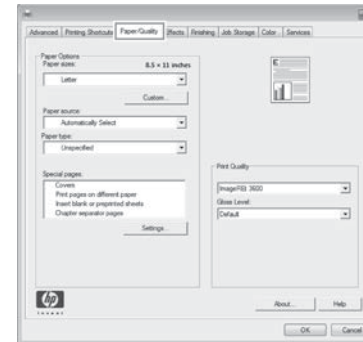 Advanced Printing Shortcuts Paper/Quality Effects Finishing Job Storage Color Services
Paper Options
Paper sizes: 8.5 × 11 inches
Letter
Custom...
Paper source:
Automatically Select
Paper type:
Unspecified
Special pages:
Covers
Print pages on different paper
Insert blank or preprinted sheets
Chapter separator pages
Settings...
Print Quality
ImageREt 3600
Gloss Level:
Default
hp
invent
About... Help
OK Cancel